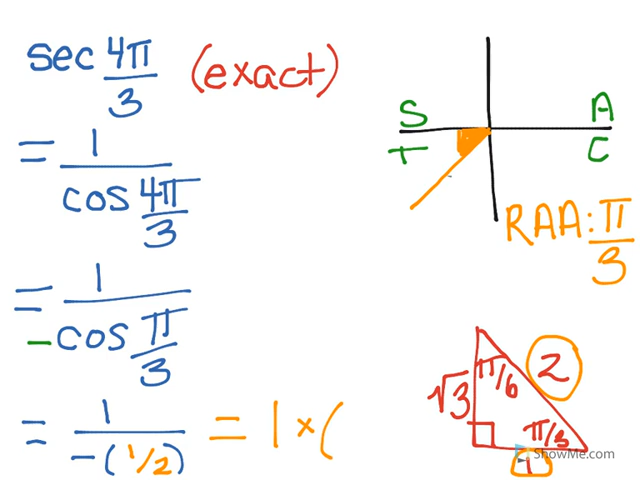 sec 4π/3 (exact)
= 1/cos 4π/3
= 1/-cos π/3
= 1/-(1/2) = 1 × (
S A
T C
RAA: π/3
√3 π/6 2
π/3
1
ShowMe.com